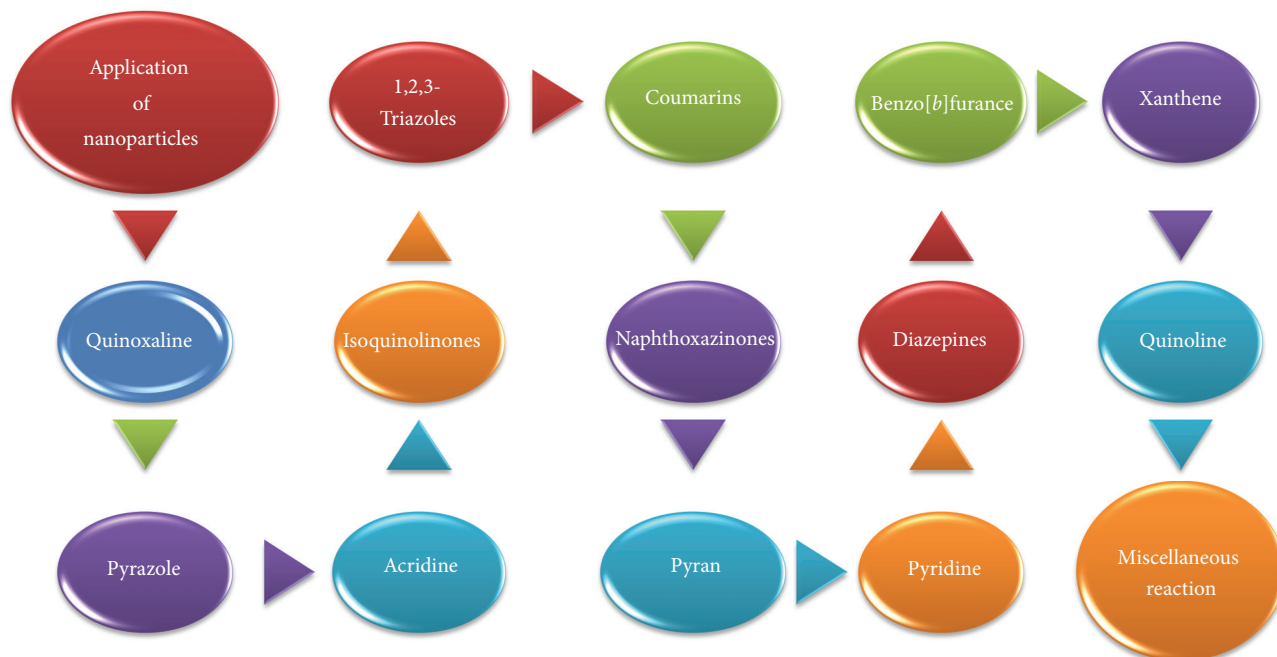 Application
of
nanoparticles
Quinoxaline
Pyrazole
Acridine
Isoquinolinones
1,2,3-
Triazoles
Coumarins
Naphthoxazinones
Pyran
Pyridine
Diazepines
Benzo[b]furance
Xanthene
Quinoline
Miscellaneous
reaction